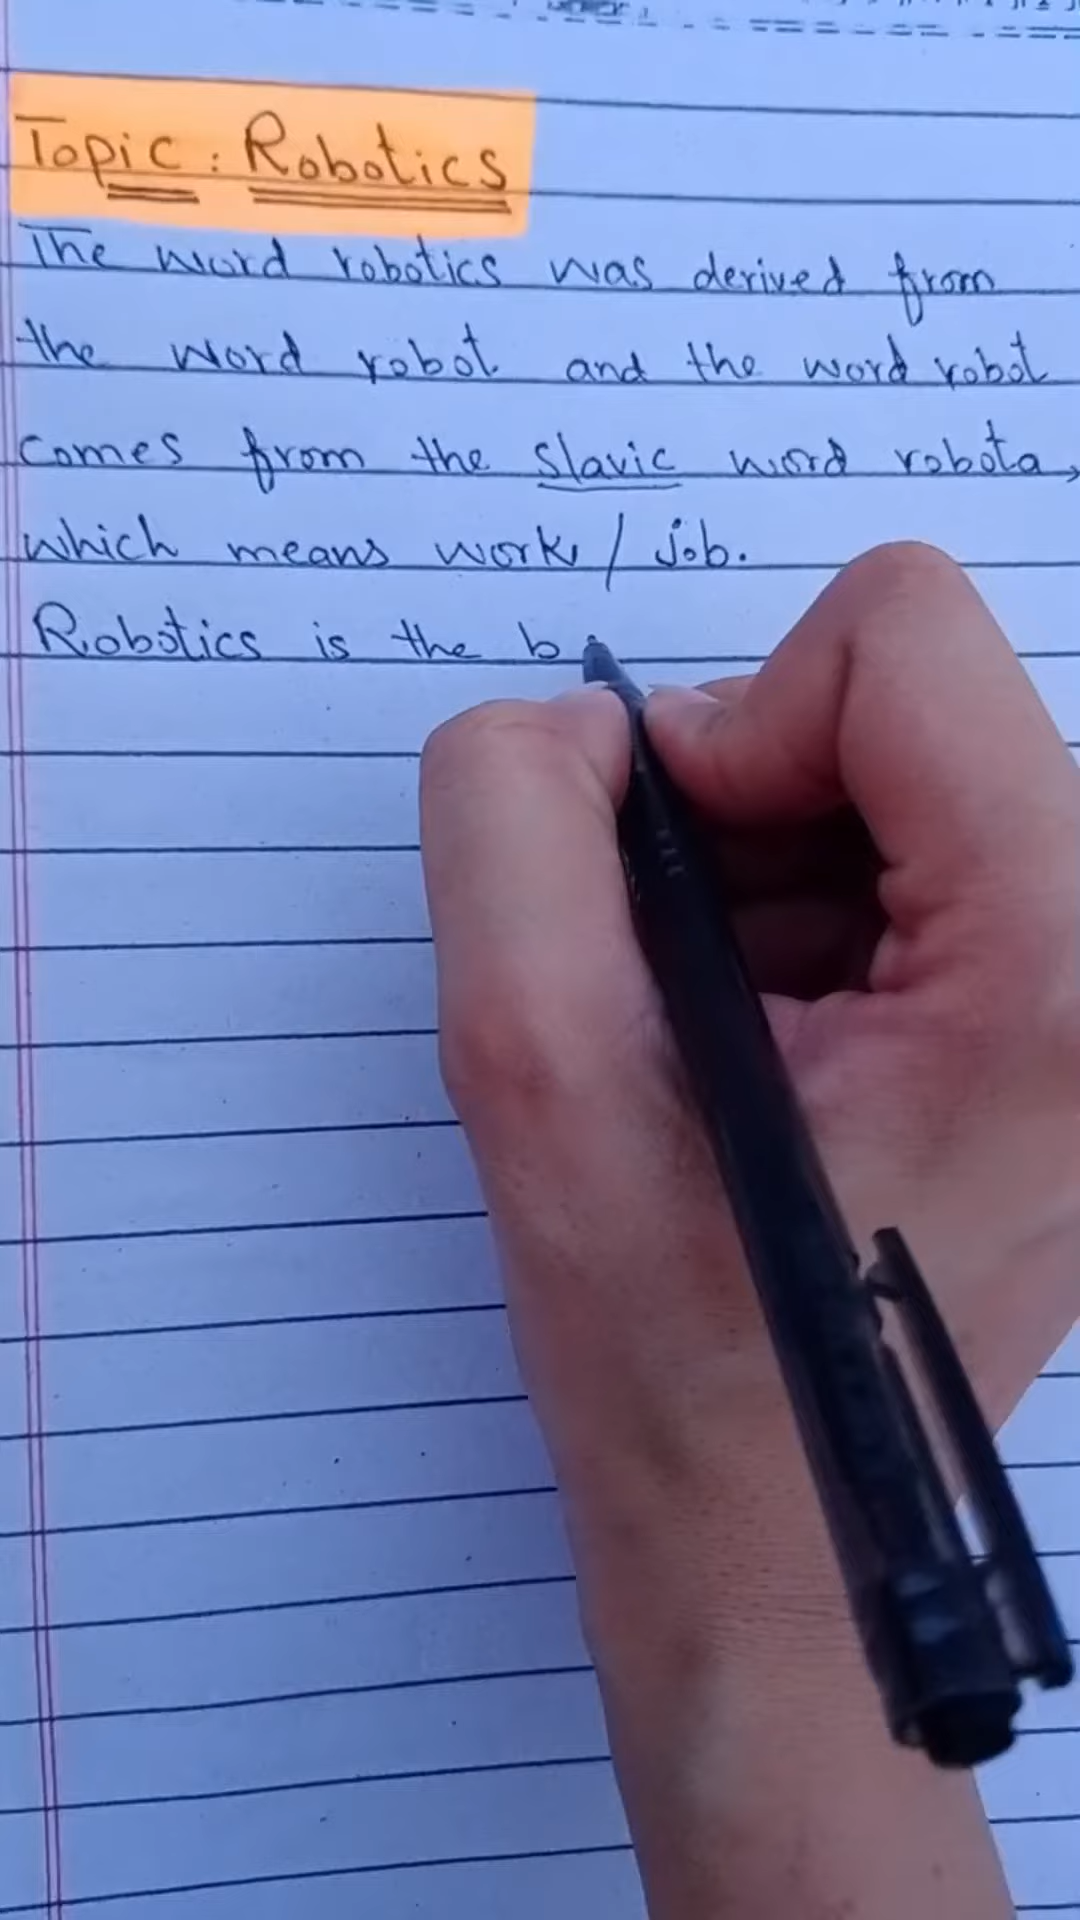 Topic : Robotics
The word robotics was derived from
the word robot and the word robot
comes from the Slavic word robota,
which means work / job.
Robotics is the b